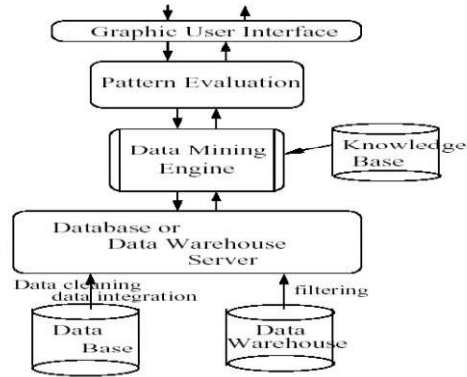 Graphic User Interface
Pattern Evaluation
Data Mining
Engine
Knowledge
Base
Database or
Data Warehouse
Server
Data cleaning
data integration
filtering
Data
Base
Data
Warehouse